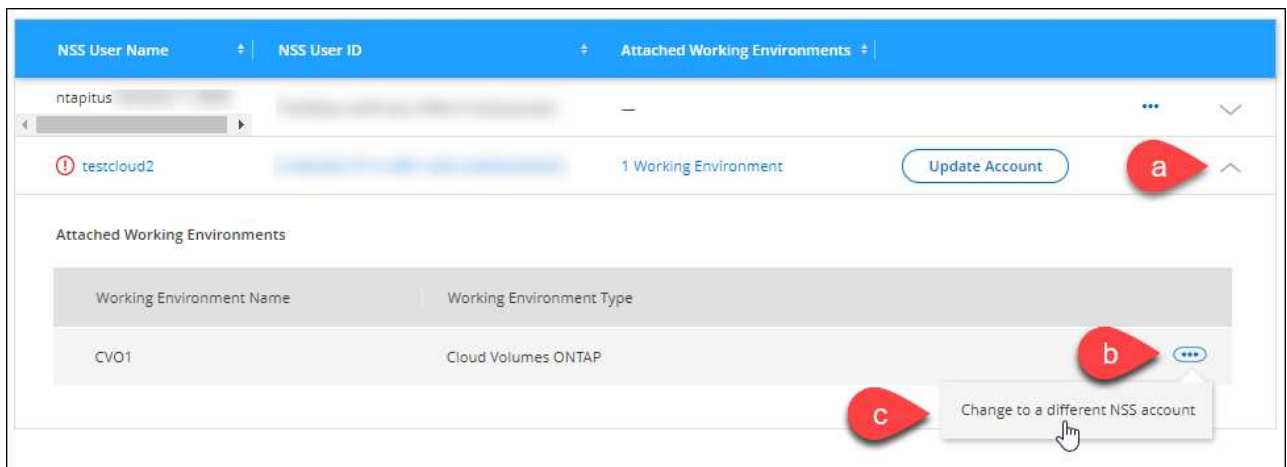 NSS User Name NSS User ID Attached Working Environments
ntapitus —
testcloud2 1 Working Environment Update Account a
Attached Working Environments
Working Environment Name Working Environment Type
CVO1 Cloud Volumes ONTAP b
c Change to a different NSS account